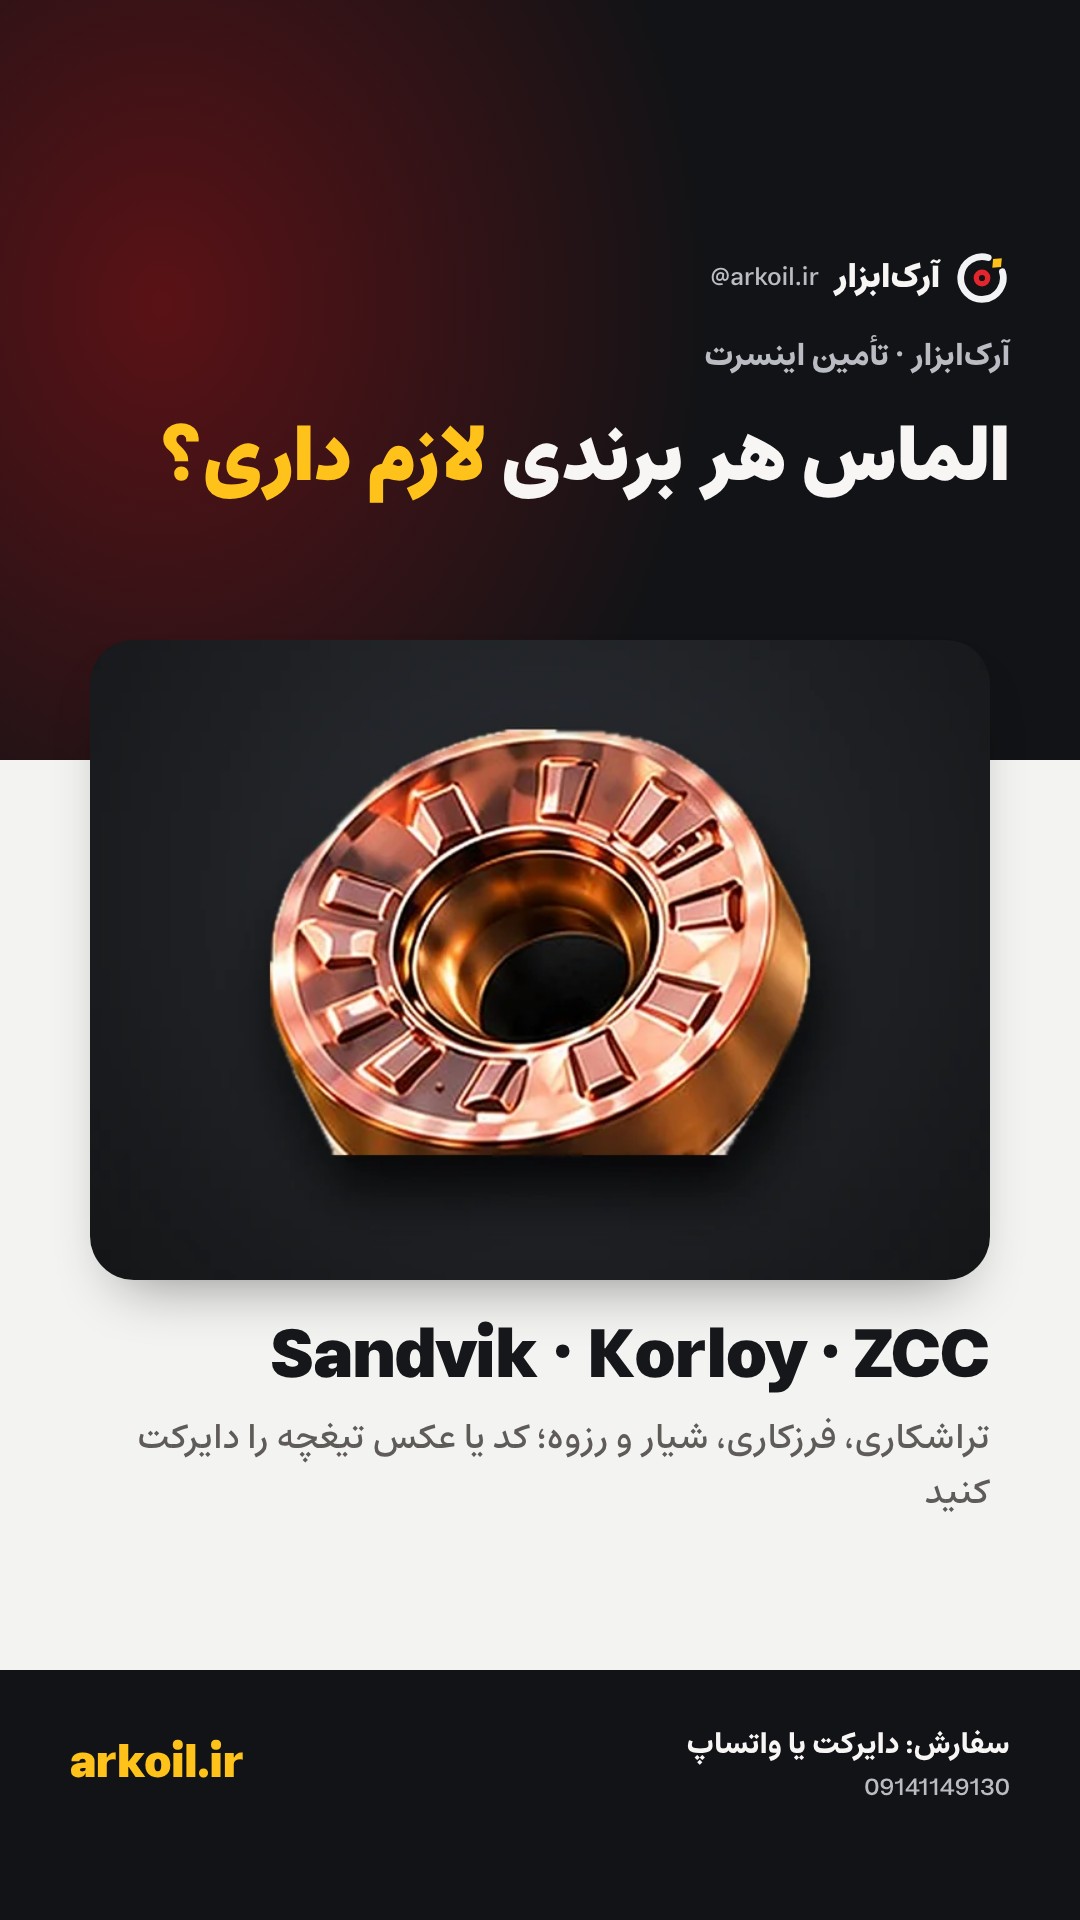 آرک‌ابزار @arkoil.ir
آرک‌ابزار · تأمین اینسرت
الماس هر برندی لازم داری؟
Sandvik · Korloy · ZCC
تراشکاری، فرزکاری، شیار و رزوه؛ کد یا عکس تیغچه را دایرکت
کنید
سفارش: دایرکت یا واتساپ
09141149130
arkoil.ir